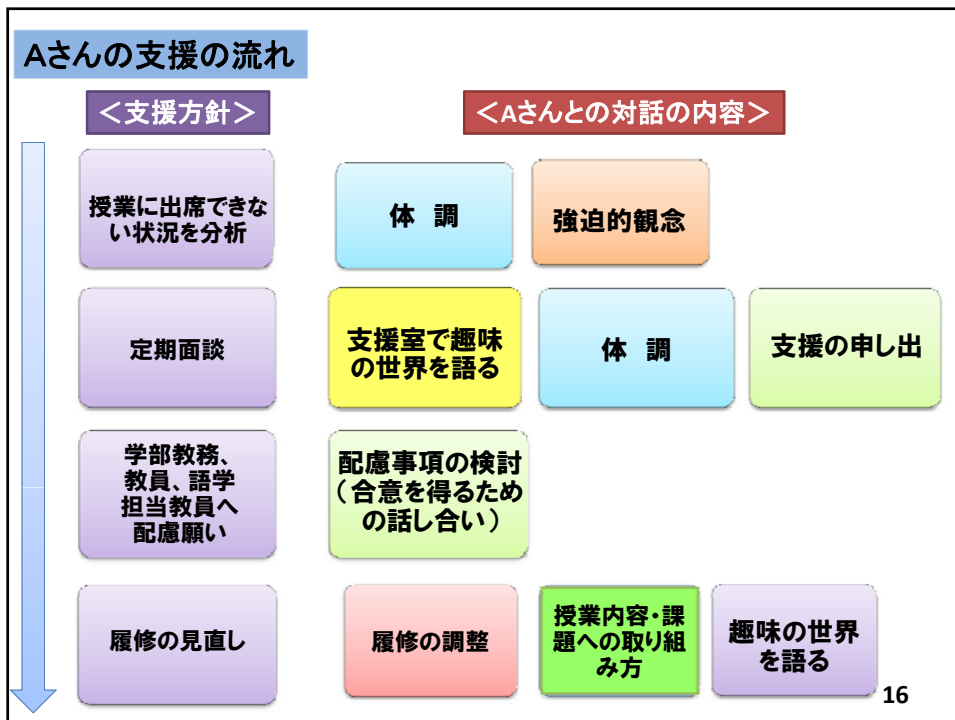 Aさんの支援の流れ
＜支援方針＞
＜Aさんとの対話の内容＞
授業に出席できな
い状況を分析
体 調
強迫的観念
定期面談
支援室で趣味
の世界を語る
体 調
支援の申し出
学部教務、
教員、語学
担当教員へ
配慮願い
配慮事項の検討
（合意を得るため
の話し合い）
履修の見直し
履修の調整
授業内容・課
題への取り組
み方
趣味の世界
を語る
16